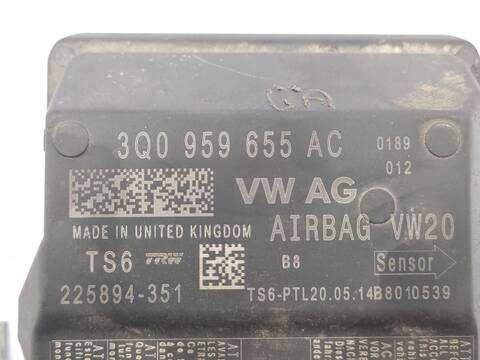 3Q0 959 655 AC
0189
012
VW AG
MADE IN UNITED KINGDOM
AIRBAG VW20
TS6 TRW
B8
Sensor
225894-351
TS6-PTL20.05.14B8010539